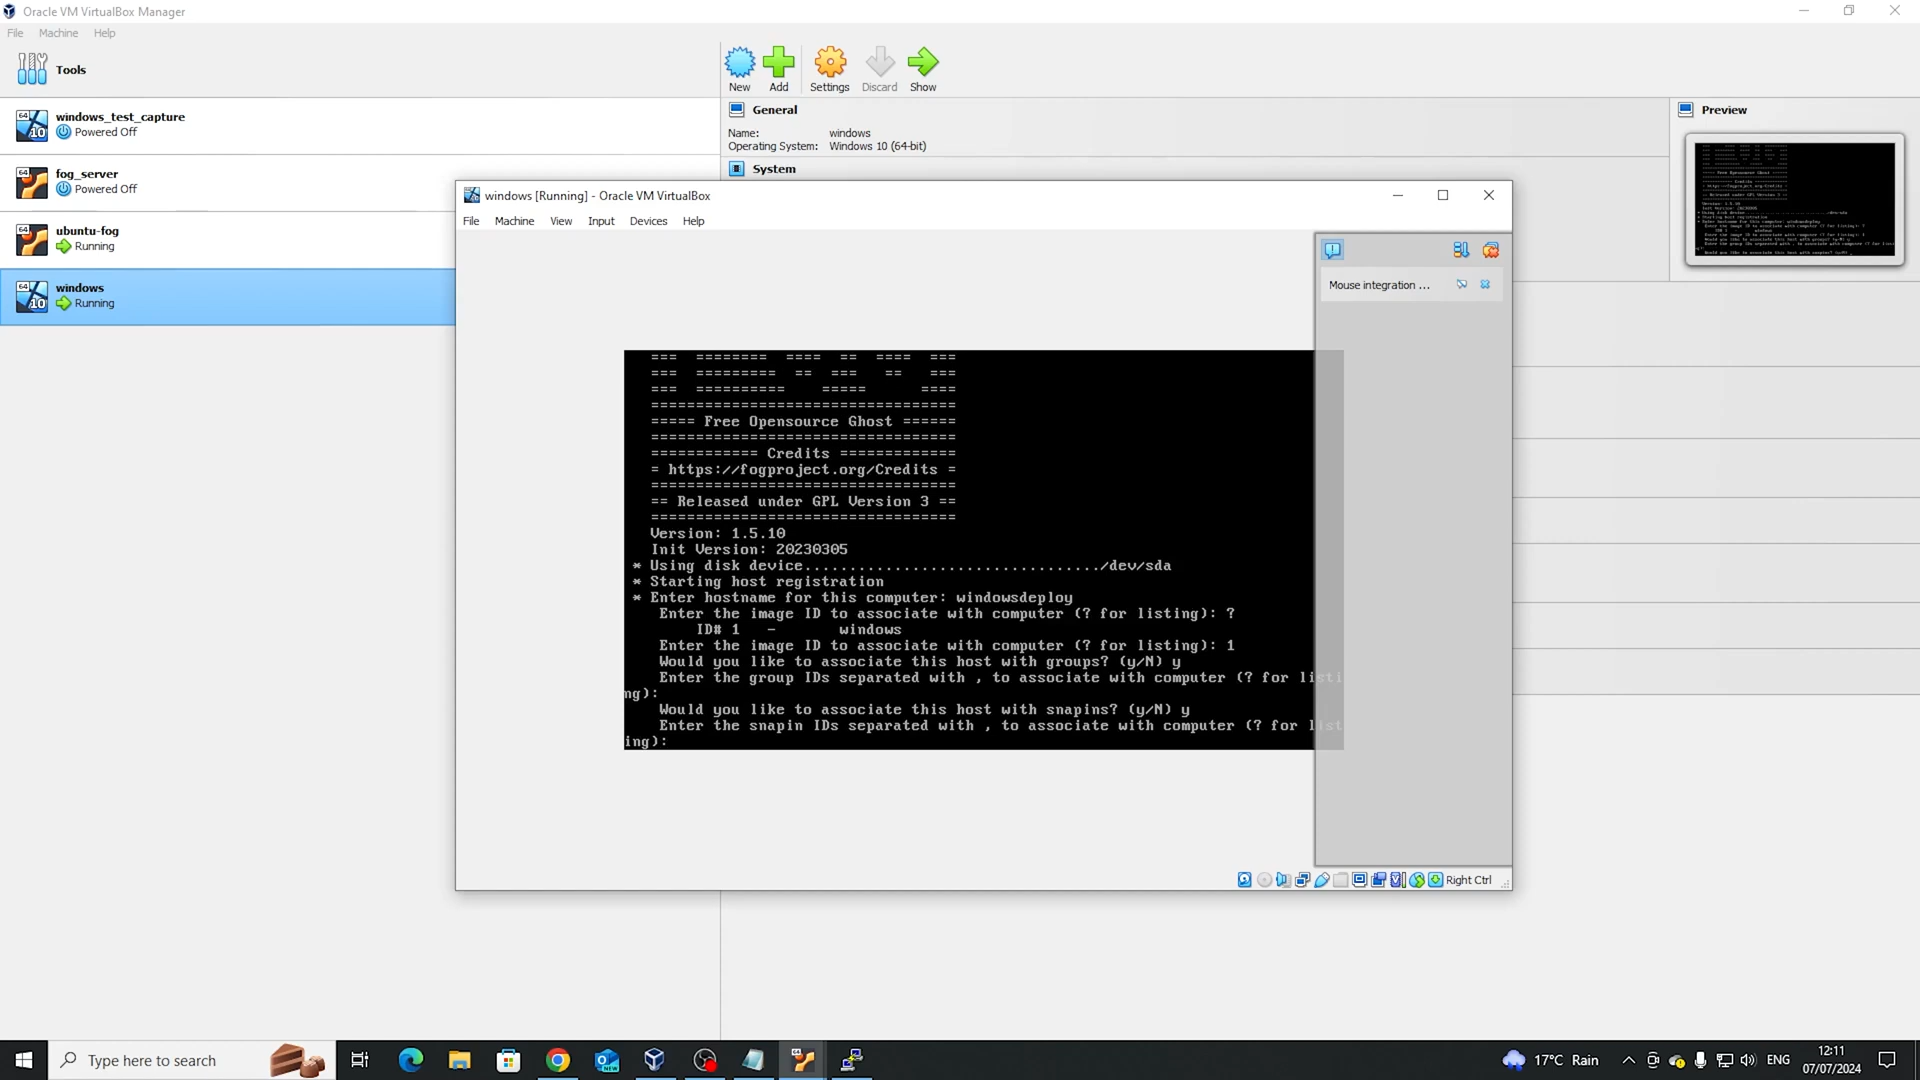 Oracle VM VirtualBox Manager
File Machine Help
Tools
New Add Settings Discard Show
64 10 windows_test_capture
Powered Off
64 fog_server
Powered Off
64 ubuntu-fog
Running
64 10 windows
Running
General
Name: windows
Operating System: Windows 10 (64-bit)
System
Preview
windows [Running] - Oracle VM VirtualBox
File Machine View Input Devices Help
Mouse integration ...
=== ======== ==== == ==== ===
=== ========= == === == ===
=== ========== ===== ====
==================================
===== Free Opensource Ghost ======
==================================
============ Credits =============
= https://fogproject.org/Credits =
==================================
== Released under GPL Version 3 ==
==================================
Version: 1.5.10
Init Version: 20230305
* Using disk device................................./dev/sda
* Starting host registration
* Enter hostname for this computer: windowsdeploy
Enter the image ID to associate with computer (? for listing): ?
ID# 1 - windows
Enter the image ID to associate with computer (? for listing): 1
Would you like to associate this host with groups? (y/N) y
Enter the group IDs separated with , to associate with computer (? for listi
ng):
Would you like to associate this host with snapins? (y/N) y
Enter the snapin IDs separated with , to associate with computer (? for list
ing):
Right Ctrl
Type here to search
17°C Rain
ENG
12:11
07/07/2024